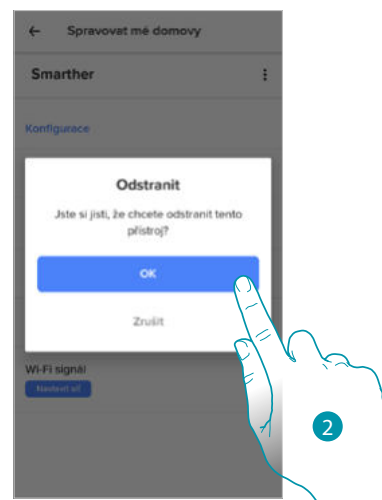 ← Spravovat mé domovy
Smarther
Konfigurace
Odstranit
Jste si jisti, že chcete odstranit tento
přístroj?
OK
Zrušit
Wi-Fi signál
Nastavit síť
2